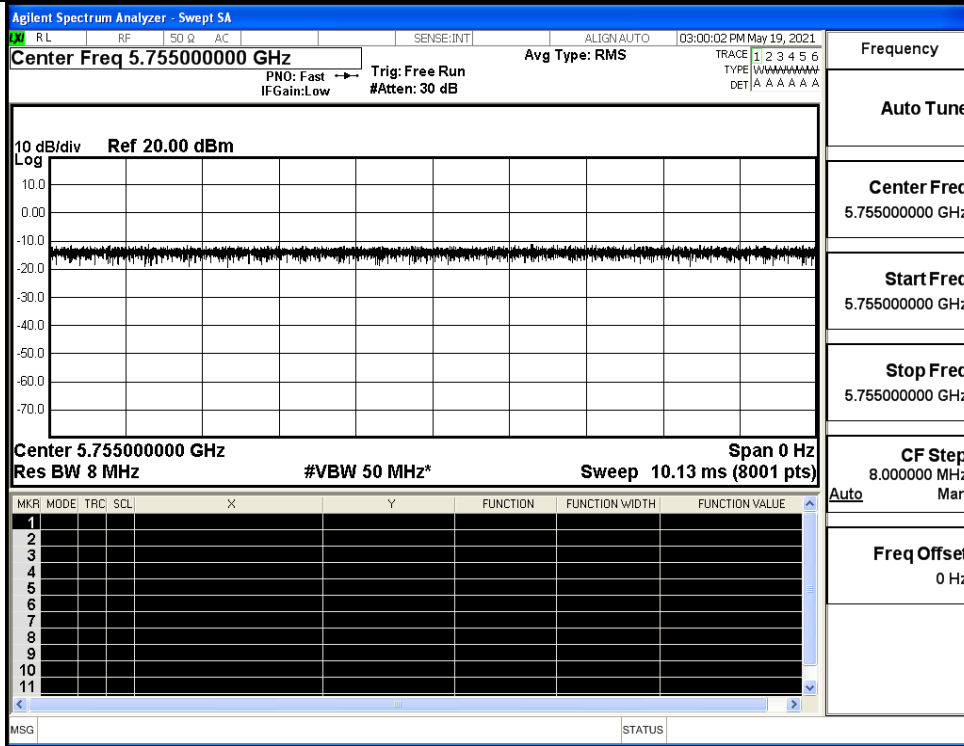 Agilent Spectrum Analyzer - Swept SA
LXI RL RF 50 Ω AC SENSE:INT ALIGNAUTO 03:00:02 PM May 19, 2021
Center Freq 5.755000000 GHz
PNO: Fast
IFGain:Low
Trig: Free Run
#Atten: 30 dB
Avg Type: RMS
TRACE 1 2 3 4 5 6
TYPE WWWWWW
DET A A A A A A
10 dB/div Ref 20.00 dBm
Log
10.0
0.00
-10.0
-20.0
-30.0
-40.0
-50.0
-60.0
-70.0
Center 5.755000000 GHz Span 0 Hz
Res BW 8 MHz #VBW 50 MHz* Sweep 10.13 ms (8001 pts)
MKR MODE TRC SCL X Y FUNCTION FUNCTION WIDTH FUNCTION VALUE
1
2
3
4
5
6
7
8
9
10
11
MSG STATUS
Frequency
Auto Tune
Center Freq
5.755000000 GHz
Start Freq
5.755000000 GHz
Stop Freq
5.755000000 GHz
CF Step
8.000000 MHz
Auto Man
Freq Offset
0 Hz